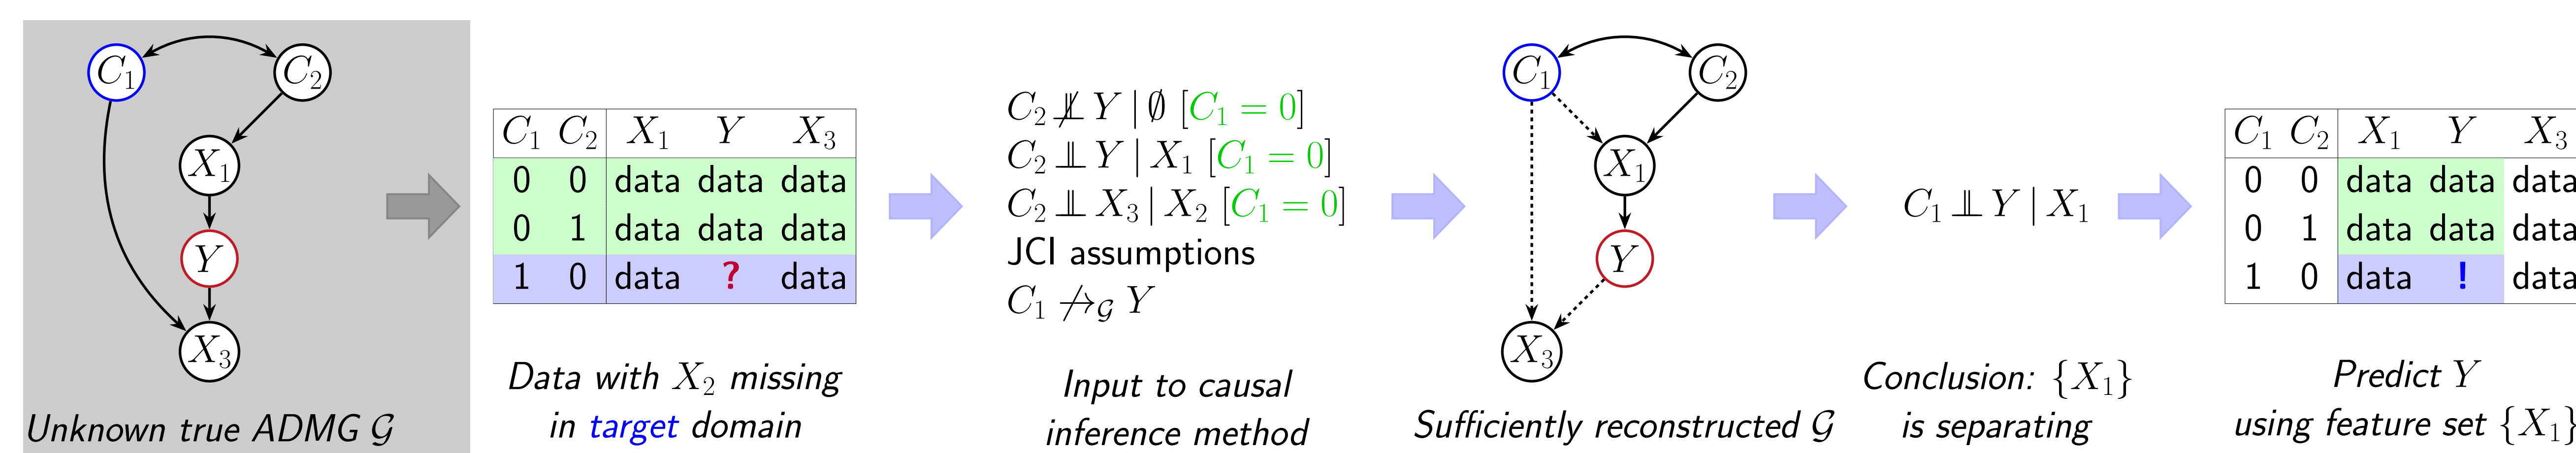 C₁
C₂
X₁
Y
X₃
Unknown true ADMG 𝒢
C₁ C₂ X₁ Y X₃
0 0 data data data
0 1 data data data
1 0 data ? data
Data with X₂ missing
in target domain
C₂ ⫫̸ Y | ∅ [C₁ = 0]
C₂ ⫫ Y | X₁ [C₁ = 0]
C₂ ⫫ X₃ | X₂ [C₁ = 0]
JCI assumptions
C₁ ↛𝒢 Y
Input to causal
inference method
C₁
C₂
X₁
Y
X₃
Sufficiently reconstructed 𝒢
C₁ ⫫ Y | X₁
Conclusion: {X₁}
is separating
C₁ C₂ X₁ Y X₃
0 0 data data data
0 1 data data data
1 0 data ! data
Predict Y
using feature set {X₁}